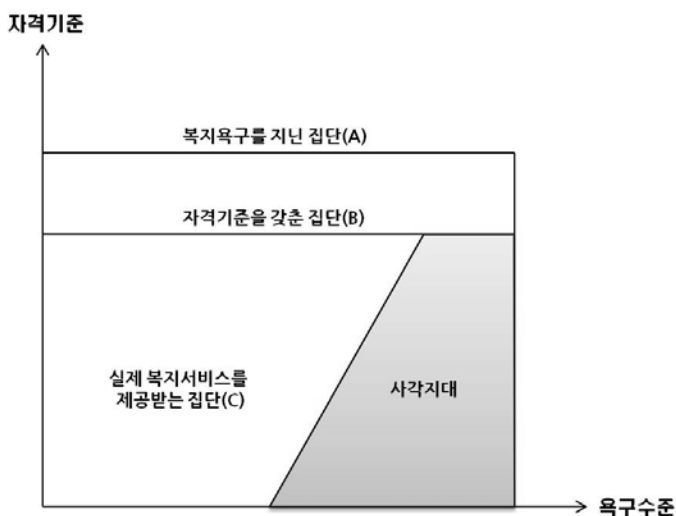 자격기준
복지욕구를 지닌 집단(A)
자격기준을 갖춘 집단(B)
실제 복지서비스를
제공받는 집단(C)
사각지대
욕구수준